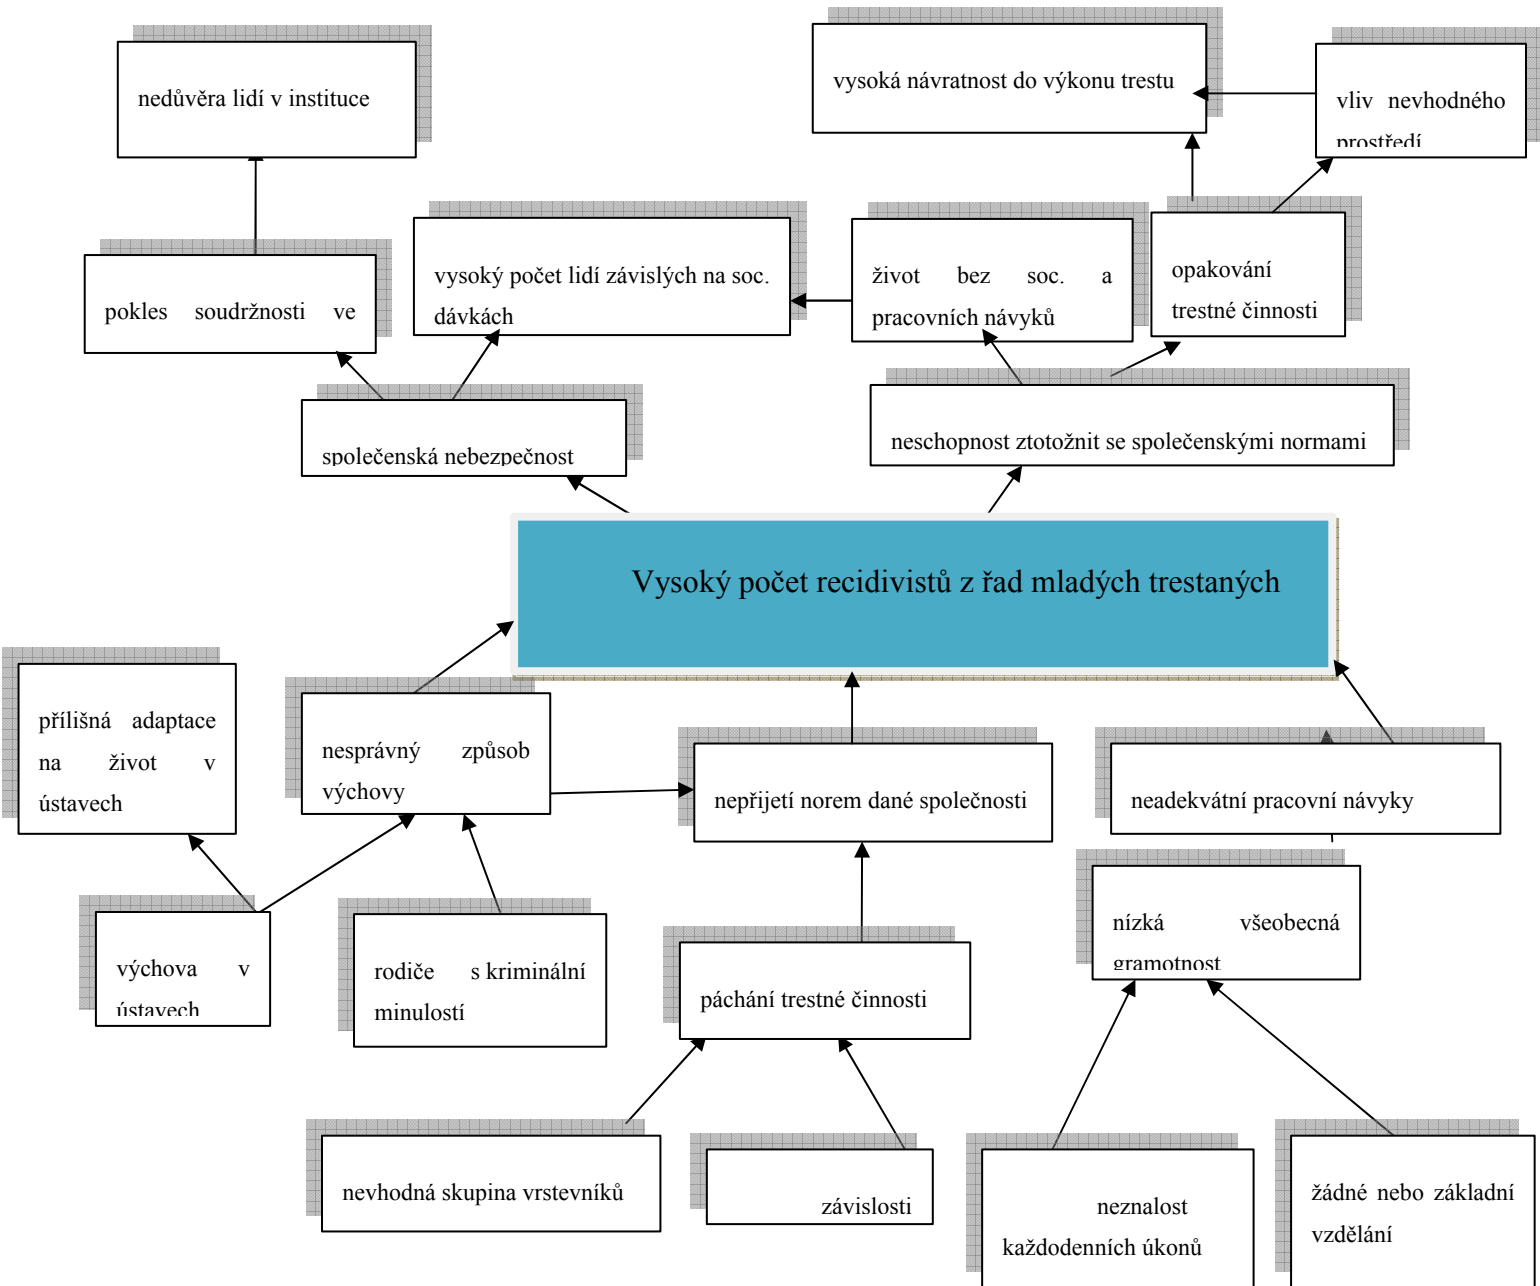 nedůvěra lidí v instituce
vysoká návratnost do výkonu trestu
vliv nevhodného
prostředí
pokles soudržnosti ve
vysoký počet lidí závislých na soc.
dávkách
život bez soc. a
pracovních návyků
opakování
trestné činnosti
společenská nebezpečnost
neschopnost ztotožnit se společenskými normami
Vysoký počet recidivistů z řad mladých trestaných
přílišná adaptace
na život v
ústavech
nesprávný způsob
výchovy
nepřijetí norem dané společnosti
neadekvátní pracovní návyky
výchova v
ústavech
rodiče s kriminální
minulostí
páchání trestné činnosti
nízká všeobecná
gramotnost
nevhodná skupina vrstevníků
závislosti
neznalost
každodenních úkonů
žádné nebo základní
vzdělání